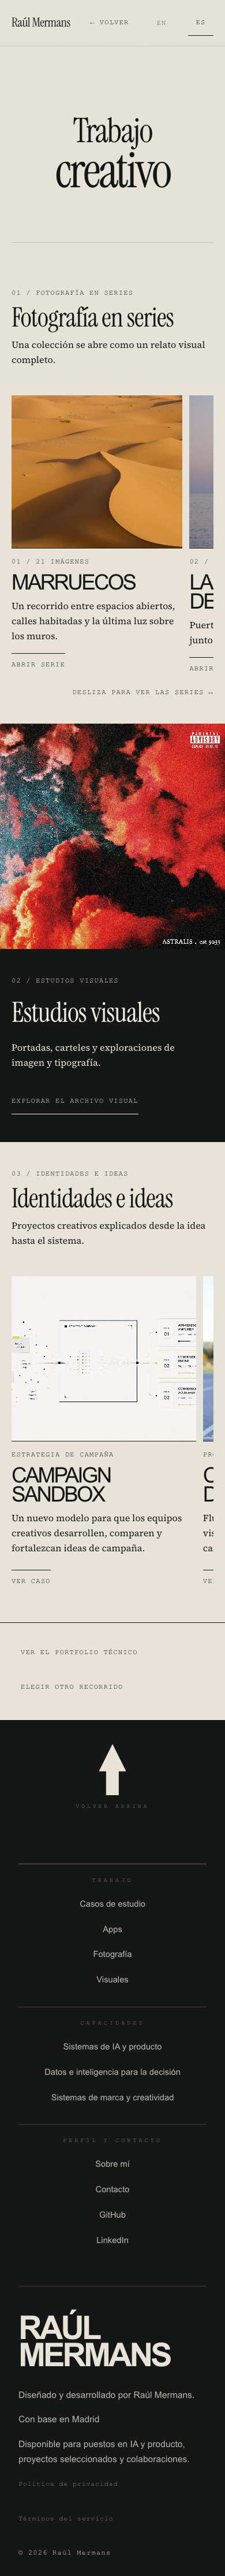 Raúl Mermans
← VOLVER
EN
ES
Trabajo
creativo
01 / FOTOGRAFÍA EN SERIES
Fotografía en series
Una colección se abre como un relato visual
completo.
01 / 21 IMÁGENES
MARRUECOS
Un recorrido entre espacios abiertos,
calles habitadas y la última luz sobre
los muros.
ABRIR SERIE
02 /
LA
DE
Puert
junto
ABRIR
DESLIZA PARA VER LAS SERIES ↔
PARENTAL
ADVISORY
EXPLICIT CONTENT
02 / ESTUDIOS VISUALES
Estudios visuales
Portadas, carteles y exploraciones de
imagen y tipografía.
EXPLORAR EL ARCHIVO VISUAL
03 / IDENTIDADES E IDEAS
Identidades e ideas
Proyectos creativos explicados desde la idea
hasta el sistema.
01
02
03
ESTRATEGIA DE CAMPAÑA
CAMPAIGN
SANDBOX
Un nuevo modelo para que los equipos
creativos desarrollen, comparen y
fortalezcan ideas de campaña.
VER CASO
VER EL PORTFOLIO TÉCNICO
ELEGIR OTRO RECORRIDO
VOLVER ARRIBA
TRABAJO
Casos de estudio
Apps
Fotografía
Visuales
CAPACIDADES
Sistemas de IA y producto
Datos e inteligencia para la decisión
Sistemas de marca y creatividad
PERFIL Y CONTACTO
Sobre mí
Contacto
GitHub
LinkedIn
RAÚL
MERMANS
Diseñado y desarrollado por Raúl Mermans.
Con base en Madrid
Disponible para puestos en IA y producto,
proyectos seleccionados y colaboraciones.
Política de privacidad
Términos del servicio
© 2026 Raúl Mermans